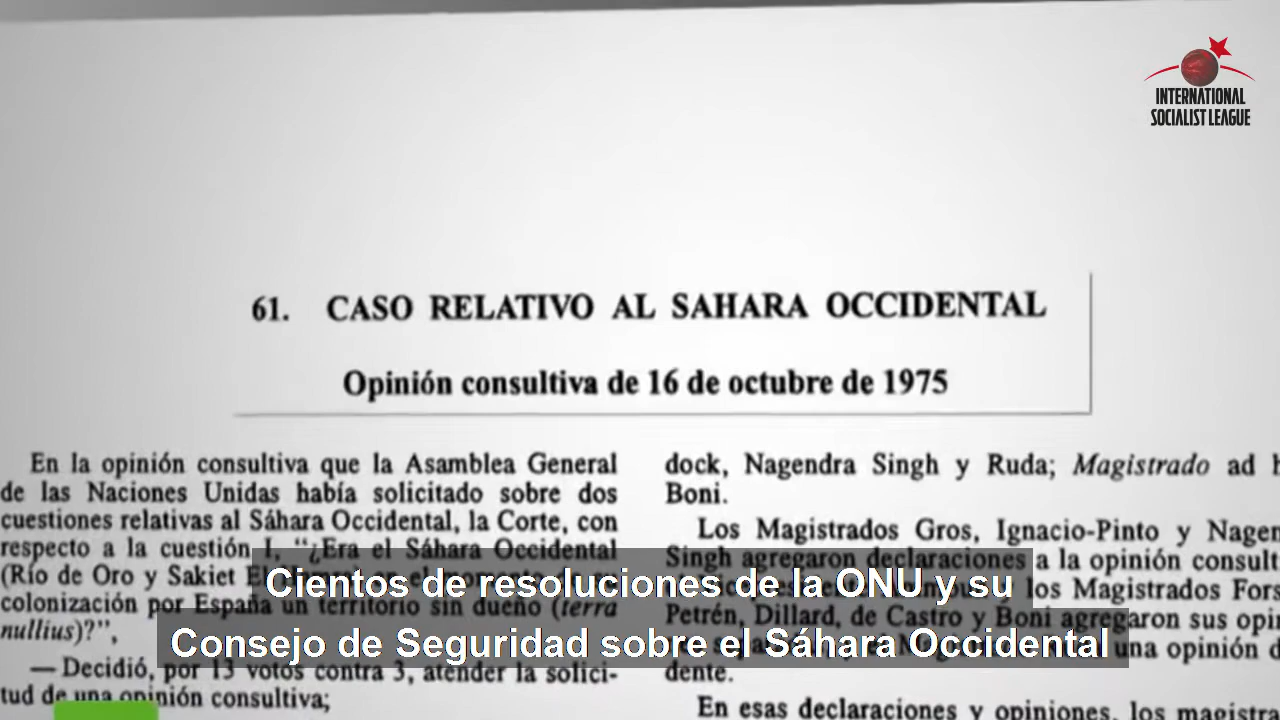 INTERNATIONAL
SOCIALIST LEAGUE
61. CASO RELATIVO AL SAHARA OCCIDENTAL
Opinión consultiva de 16 de octubre de 1975
En la opinión consultiva que la Asamblea General
de las Naciones Unidas había solicitado sobre dos
cuestiones relativas al Sáhara Occidental, la Corte, con
respecto a la cuestión I, “¿Era el Sáhara Occidental
(Río de Oro y Sakiet El
colonización por España un territorio sin dueño (terra
nullius)?”,
— Decidió, por 13 votos contra 3, atender la solici-
tud de una opinión consultiva;
dock, Nagendra Singh y Ruda; Magistrado ad
Boni.
Los Magistrados Gros, Ignacio-Pinto y Nagen
Singh agregaron declaraciones a la opinión consult
los Magistrados Fors
Petrén, Dillard, de Castro y Boni agregaron sus opi
una opinión
dente.
En esas declaraciones y opiniones, los magistra
Cientos de resoluciones de la ONU y su
Consejo de Seguridad sobre el Sáhara Occidental